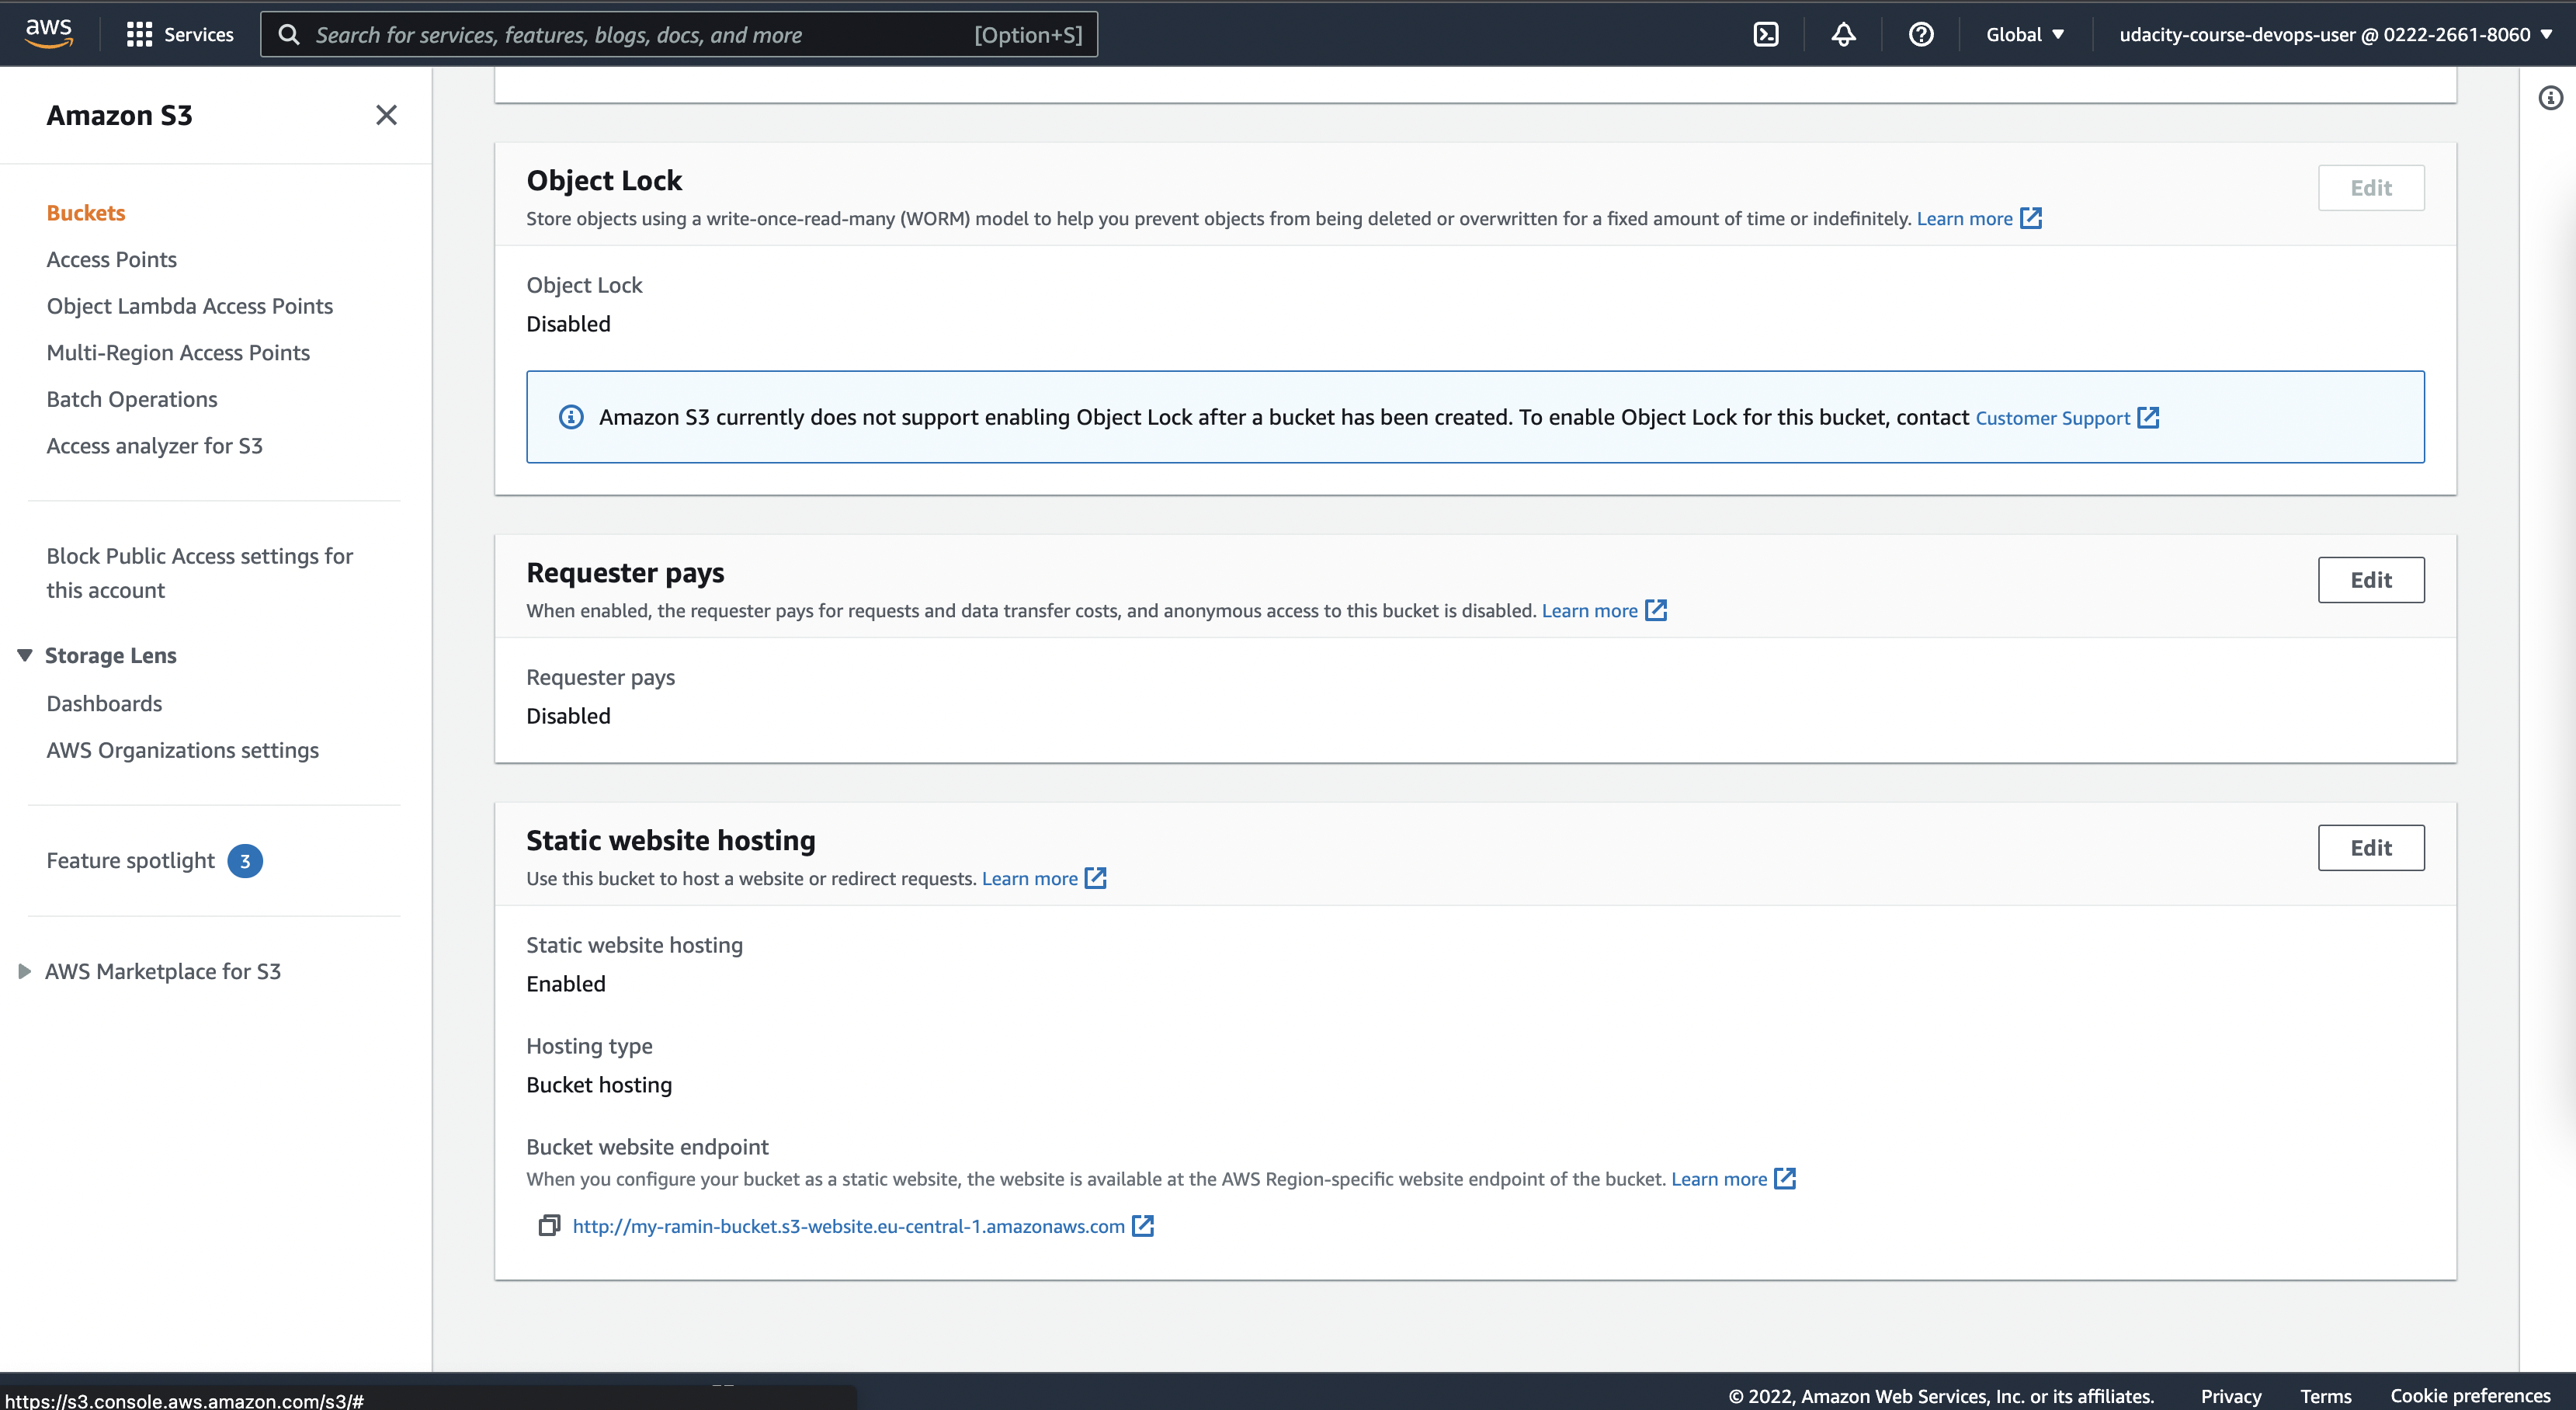 aws
Services
Search for services, features, blogs, docs, and more
[Option+S]
Global
udacity-course-devops-user @ 0222-2661-8060
Amazon S3
Buckets
Access Points
Object Lambda Access Points
Multi-Region Access Points
Batch Operations
Access analyzer for S3
Block Public Access settings for
this account
Storage Lens
Dashboards
AWS Organizations settings
Feature spotlight 3
AWS Marketplace for S3
Object Lock
Edit
Store objects using a write-once-read-many (WORM) model to help you prevent objects from being deleted or overwritten for a fixed amount of time or indefinitely. Learn more
Object Lock
Disabled
Amazon S3 currently does not support enabling Object Lock after a bucket has been created. To enable Object Lock for this bucket, contact Customer Support
Requester pays
Edit
When enabled, the requester pays for requests and data transfer costs, and anonymous access to this bucket is disabled. Learn more
Requester pays
Disabled
Static website hosting
Edit
Use this bucket to host a website or redirect requests. Learn more
Static website hosting
Enabled
Hosting type
Bucket hosting
Bucket website endpoint
When you configure your bucket as a static website, the website is available at the AWS Region-specific website endpoint of the bucket. Learn more
http://my-ramin-bucket.s3-website.eu-central-1.amazonaws.com
https://s3.console.aws.amazon.com/s3/#
© 2022, Amazon Web Services, Inc. or its affiliates.
Privacy
Terms
Cookie preferences